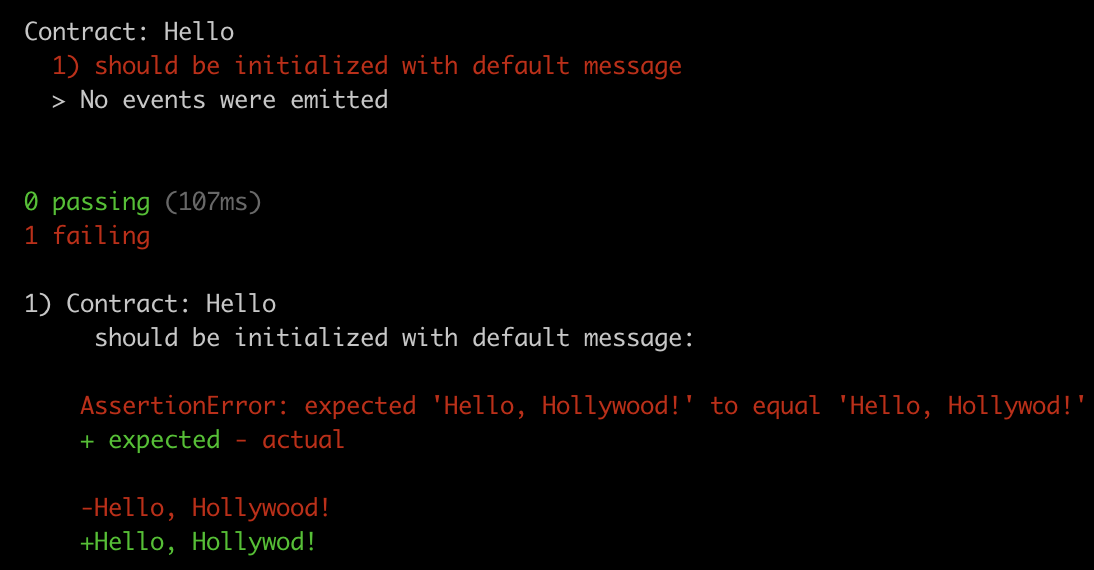 Contract: Hello
1) should be initialized with default message
> No events were emitted
0 passing (107ms)
1 failing
1) Contract: Hello
should be initialized with default message:
AssertionError: expected 'Hello, Hollywood!' to equal 'Hello, Hollywod!'
+ expected - actual
-Hello, Hollywood!
+Hello, Hollywod!